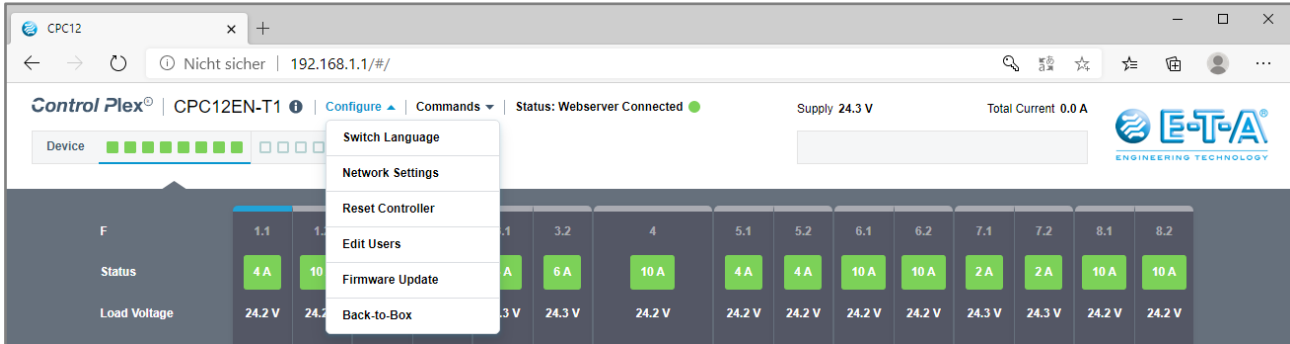 CPC12
Nicht sicher | 192.168.1.1/#/
Control Plex® | CPC12EN-T1 | Configure | Commands | Status: Webserver Connected
Supply 24.3 V
Total Current 0.0 A
E-T-A®
ENGINEERING TECHNOLOGY
Device
Switch Language
Network Settings
Reset Controller
Edit Users
Firmware Update
Back-to-Box
F 1.1 3.2 4 5.1 5.2 6.1 6.2 7.1 7.2 8.1 8.2
Status 4 A 10 A 6 A 10 A 4 A 4 A 10 A 10 A 2 A 2 A 10 A 10 A
Load Voltage 24.2 V 24.2 .3 V 24.3 V 24.2 V 24.2 V 24.2 V 24.2 V 24.2 V 24.3 V 24.3 V 24.2 V 24.2 V